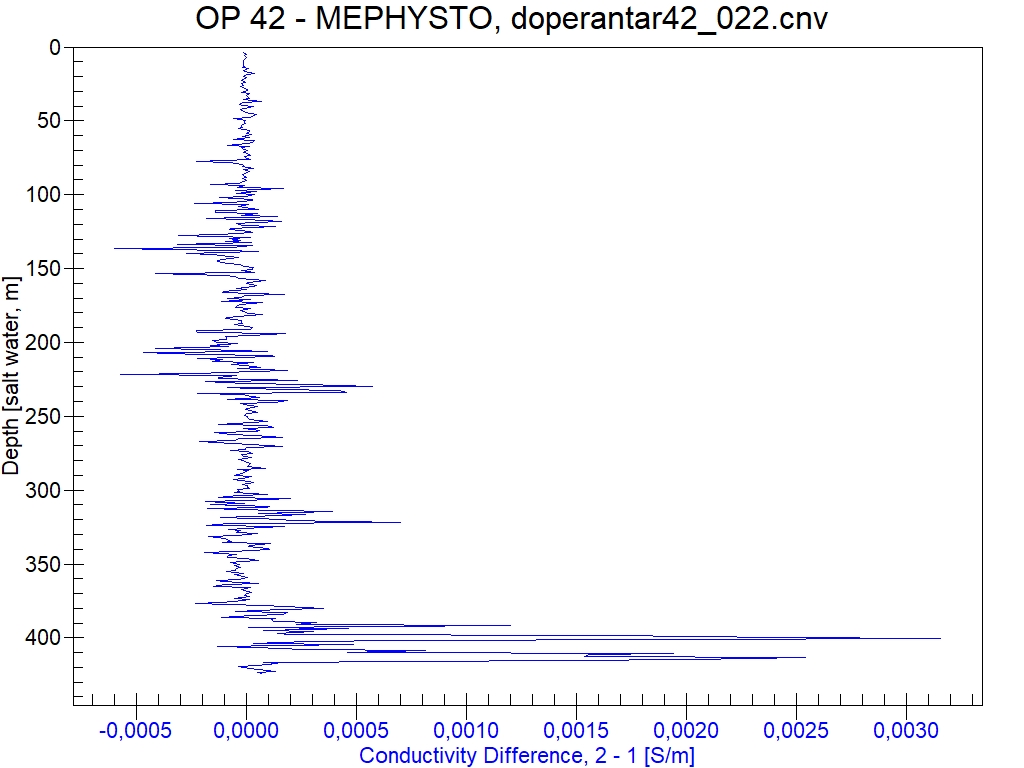 OP 42 - MEPHYSTO, doperantar42_022.cnv
0
50
100
150
200
250
300
350
400
Depth [salt water, m]
-0,0005 0,0000 0,0005 0,0010 0,0015 0,0020 0,0025 0,0030
Conductivity Difference, 2 - 1 [S/m]